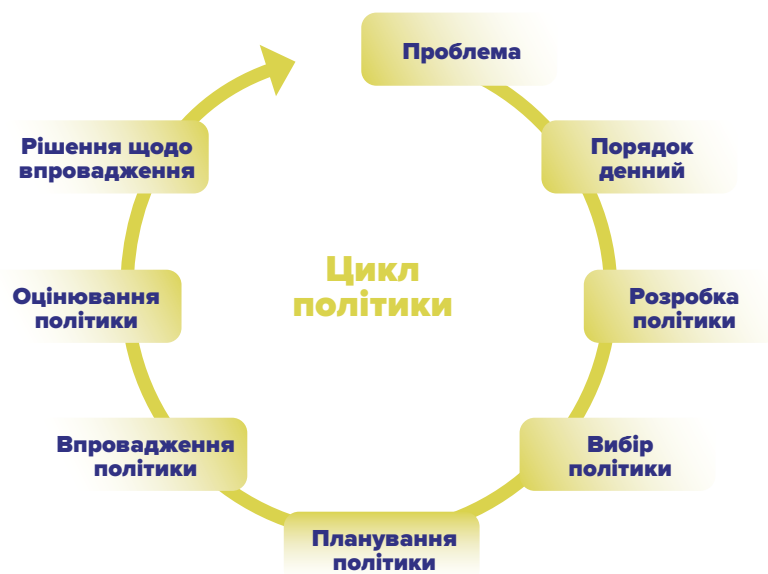 Проблема
Порядок
денний
Розробка
політики
Вибір
політики
Планування
політики
Впровадження
політики
Оцінювання
політики
Рішення щодо
впровадження
Цикл
політики